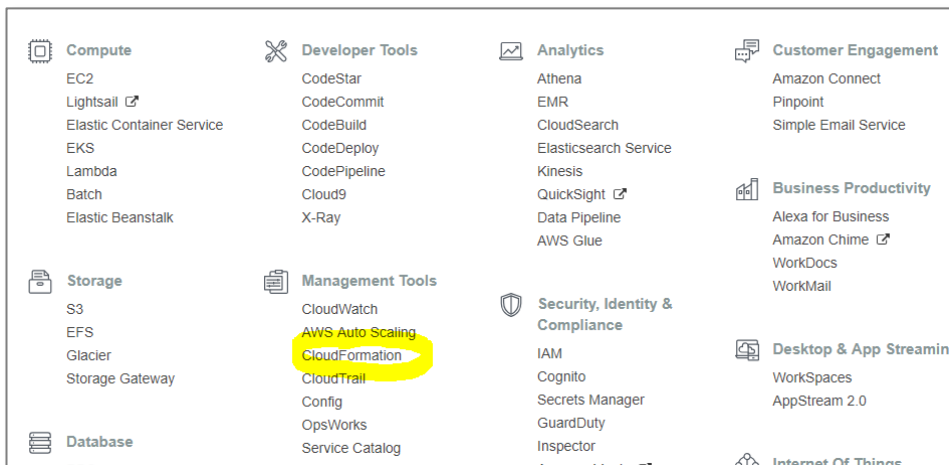 Compute
EC2
Lightsail
Elastic Container Service
EKS
Lambda
Batch
Elastic Beanstalk
Storage
S3
EFS
Glacier
Storage Gateway
Database
Developer Tools
CodeStar
CodeCommit
CodeBuild
CodeDeploy
CodePipeline
Cloud9
X-Ray
Management Tools
CloudWatch
AWS Auto Scaling
CloudFormation
CloudTrail
Config
OpsWorks
Service Catalog
Analytics
Athena
EMR
CloudSearch
Elasticsearch Service
Kinesis
QuickSight
Data Pipeline
AWS Glue
Security, Identity &
Compliance
IAM
Cognito
Secrets Manager
GuardDuty
Inspector
Customer Engagement
Amazon Connect
Pinpoint
Simple Email Service
Business Productivity
Alexa for Business
Amazon Chime
WorkDocs
WorkMail
Desktop & App Streamin
WorkSpaces
AppStream 2.0
Internet Of Things